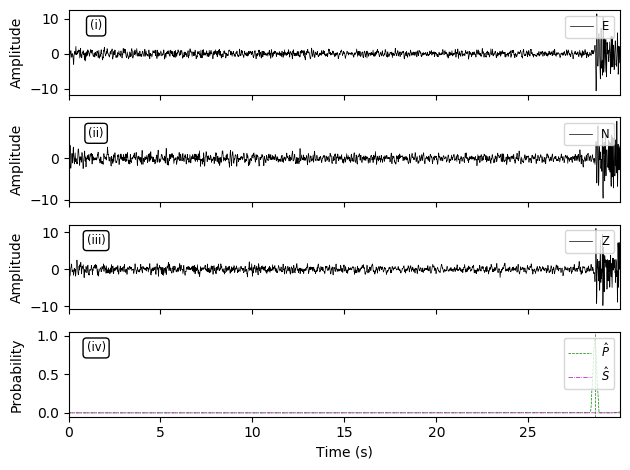 Amplitude
10
0
−10
(i)
E
Amplitude
0
−10
(ii)
N
Amplitude
10
0
−10
(iii)
Z
Probability
1.0
0.5
0.0
(iv)
P̂
Ŝ
0 5 10 15 20 25
Time (s)